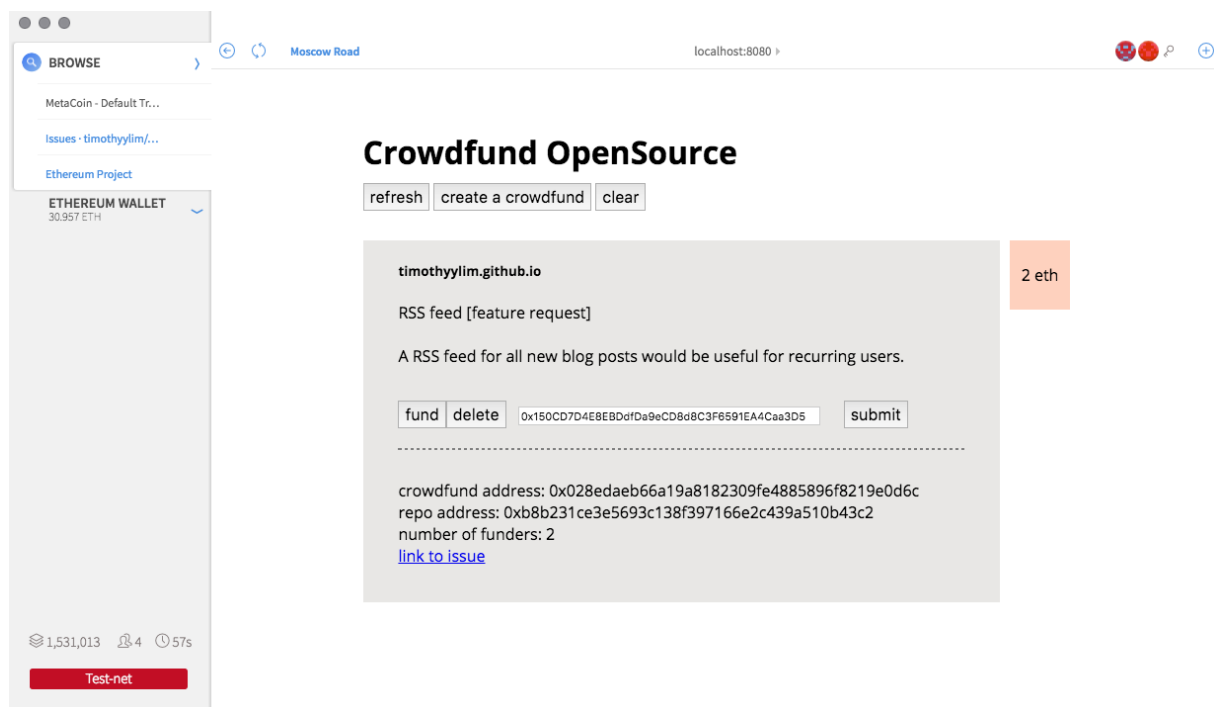 BROWSE
MetaCoin - Default Tr...
Issues · timothyylim/...
Ethereum Project
ETHEREUM WALLET
30.957 ETH
1,531,013 4 57s
Test-net
Moscow Road
localhost:8080
Crowdfund OpenSource
refresh create a crowdfund clear
timothyylim.github.io
2 eth
RSS feed [feature request]
A RSS feed for all new blog posts would be useful for recurring users.
fund delete 0x150CD7D4E8EBDdfDa9eCD8d8C3F6591EA4Caa3D5 submit
crowdfund address: 0x028edaeb66a19a8182309fe4885896f8219e0d6c
repo address: 0xb8b231ce3e5693c138f397166e2c439a510b43c2
number of funders: 2
link to issue